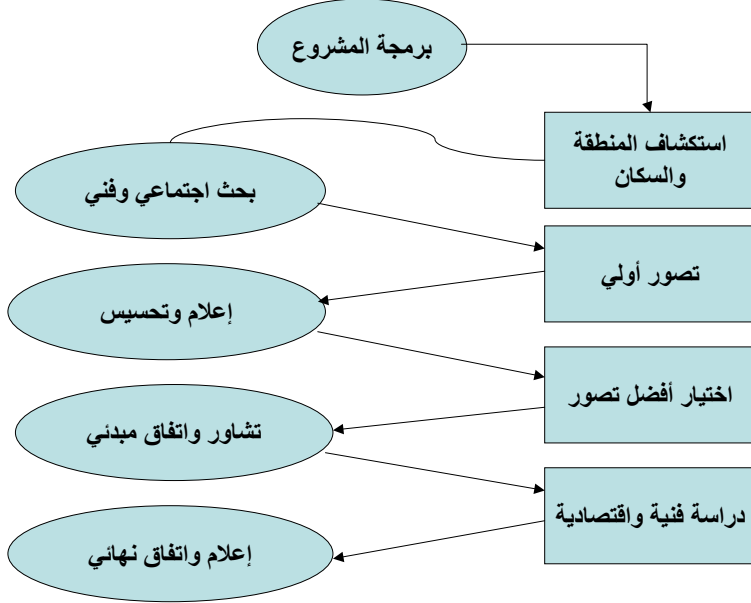 برمجة المشروع
استكشاف المنطقة
والسكان
بحث اجتماعي وفني
تصور أولي
إعلام وتحسيس
اختيار أفضل تصور
تشاور واتفاق مبدئي
دراسة فنية واقتصادية
إعلام واتفاق نهائي